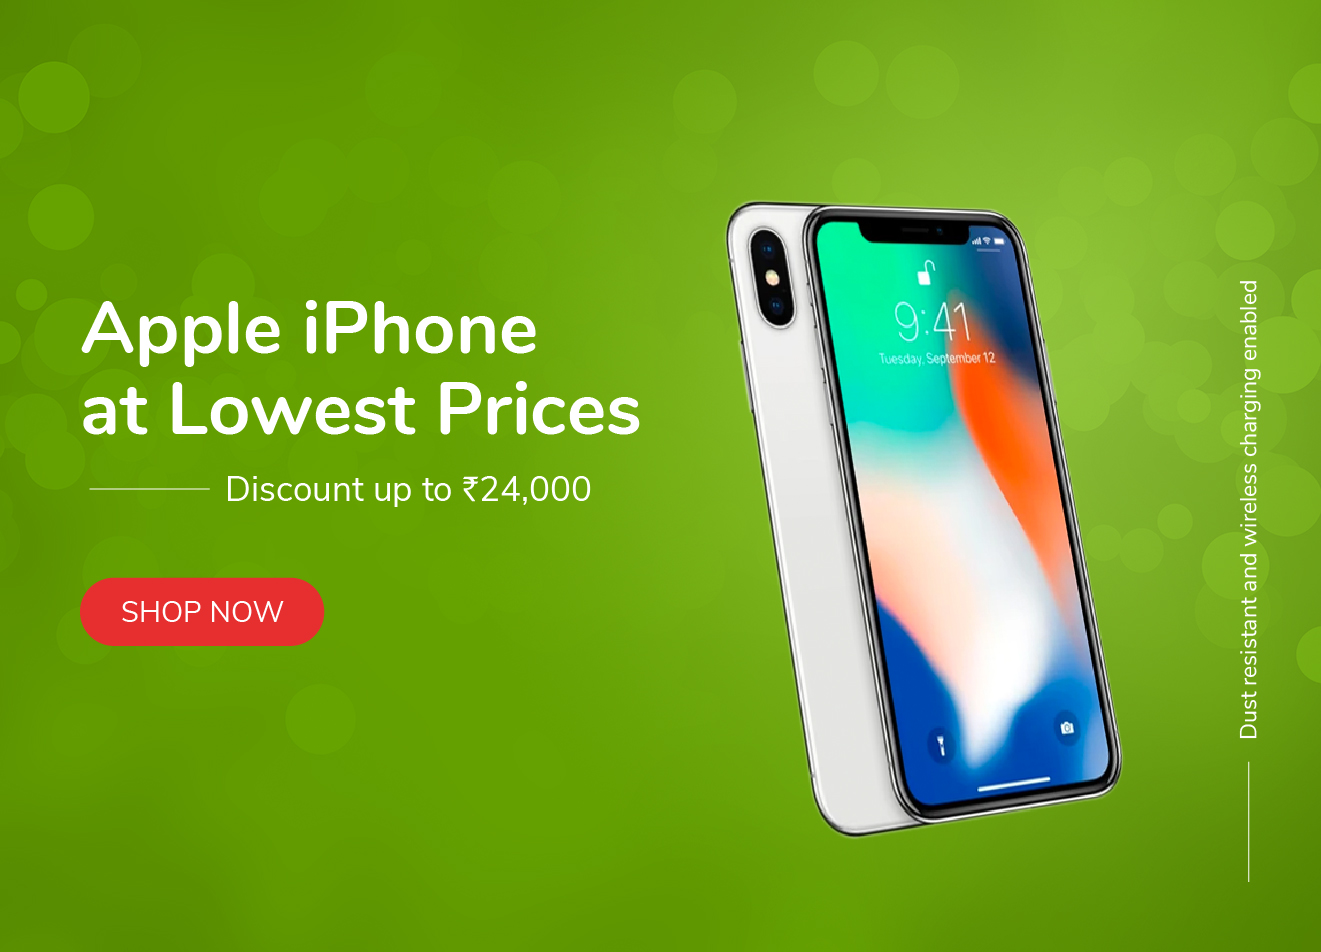 Apple iPhone
at Lowest Prices
Discount up to ₹24,000
SHOP NOW
9:41
Tuesday, September 12
Dust resistant and wireless charging enabled